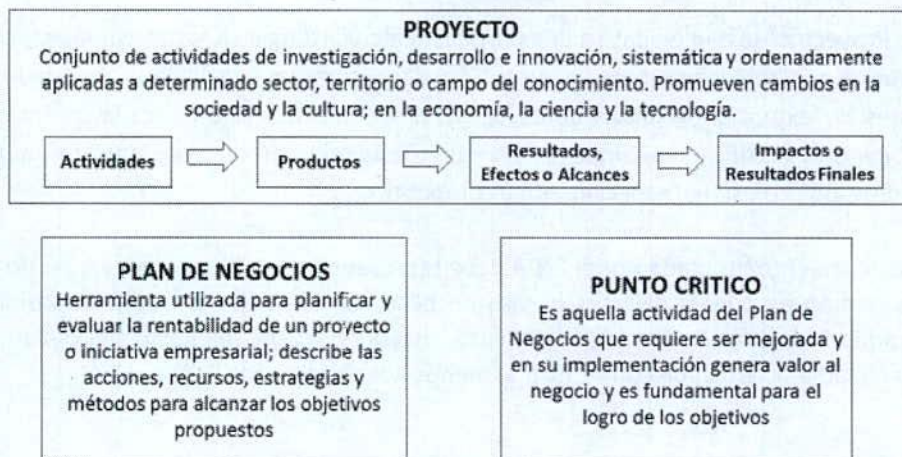 PROYECTO
Conjunto de actividades de investigación, desarrollo e innovación, sistemática y ordenadamente
aplicadas a determinado sector, territorio o campo del conocimiento. Promueven cambios en la
sociedad y la cultura; en la economía, la ciencia y la tecnología.
Actividades
Productos
Resultados,
Efectos o Alcances
Impactos o
Resultados Finales
PLAN DE NEGOCIOS
Herramienta utilizada para planificar y
evaluar la rentabilidad de un proyecto
o iniciativa empresarial; describe las
acciones, recursos, estrategias y
métodos para alcanzar los objetivos
propuestos
PUNTO CRITICO
Es aquella actividad del Plan de
Negocios que requiere ser mejorada y
en su implementación genera valor al
negocio y es fundamental para el
logro de los objetivos